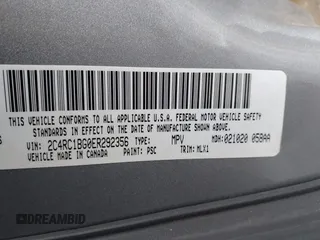 THIS VEHICLE CONFORMS TO ALL APPLICABLE U.S.A. FEDERAL MOTOR VEHICLE SAFETY
STANDARDS IN EFFECT ON THE DATE OF MANUFACTURE SHOWN ABOVE.
VIN: 2C4RC1BG0ER292356 TYPE: MPV MDH: 021020 058AA
MADE IN CANADA PAINT: PSC TRIM: MLX1
DREAMBID